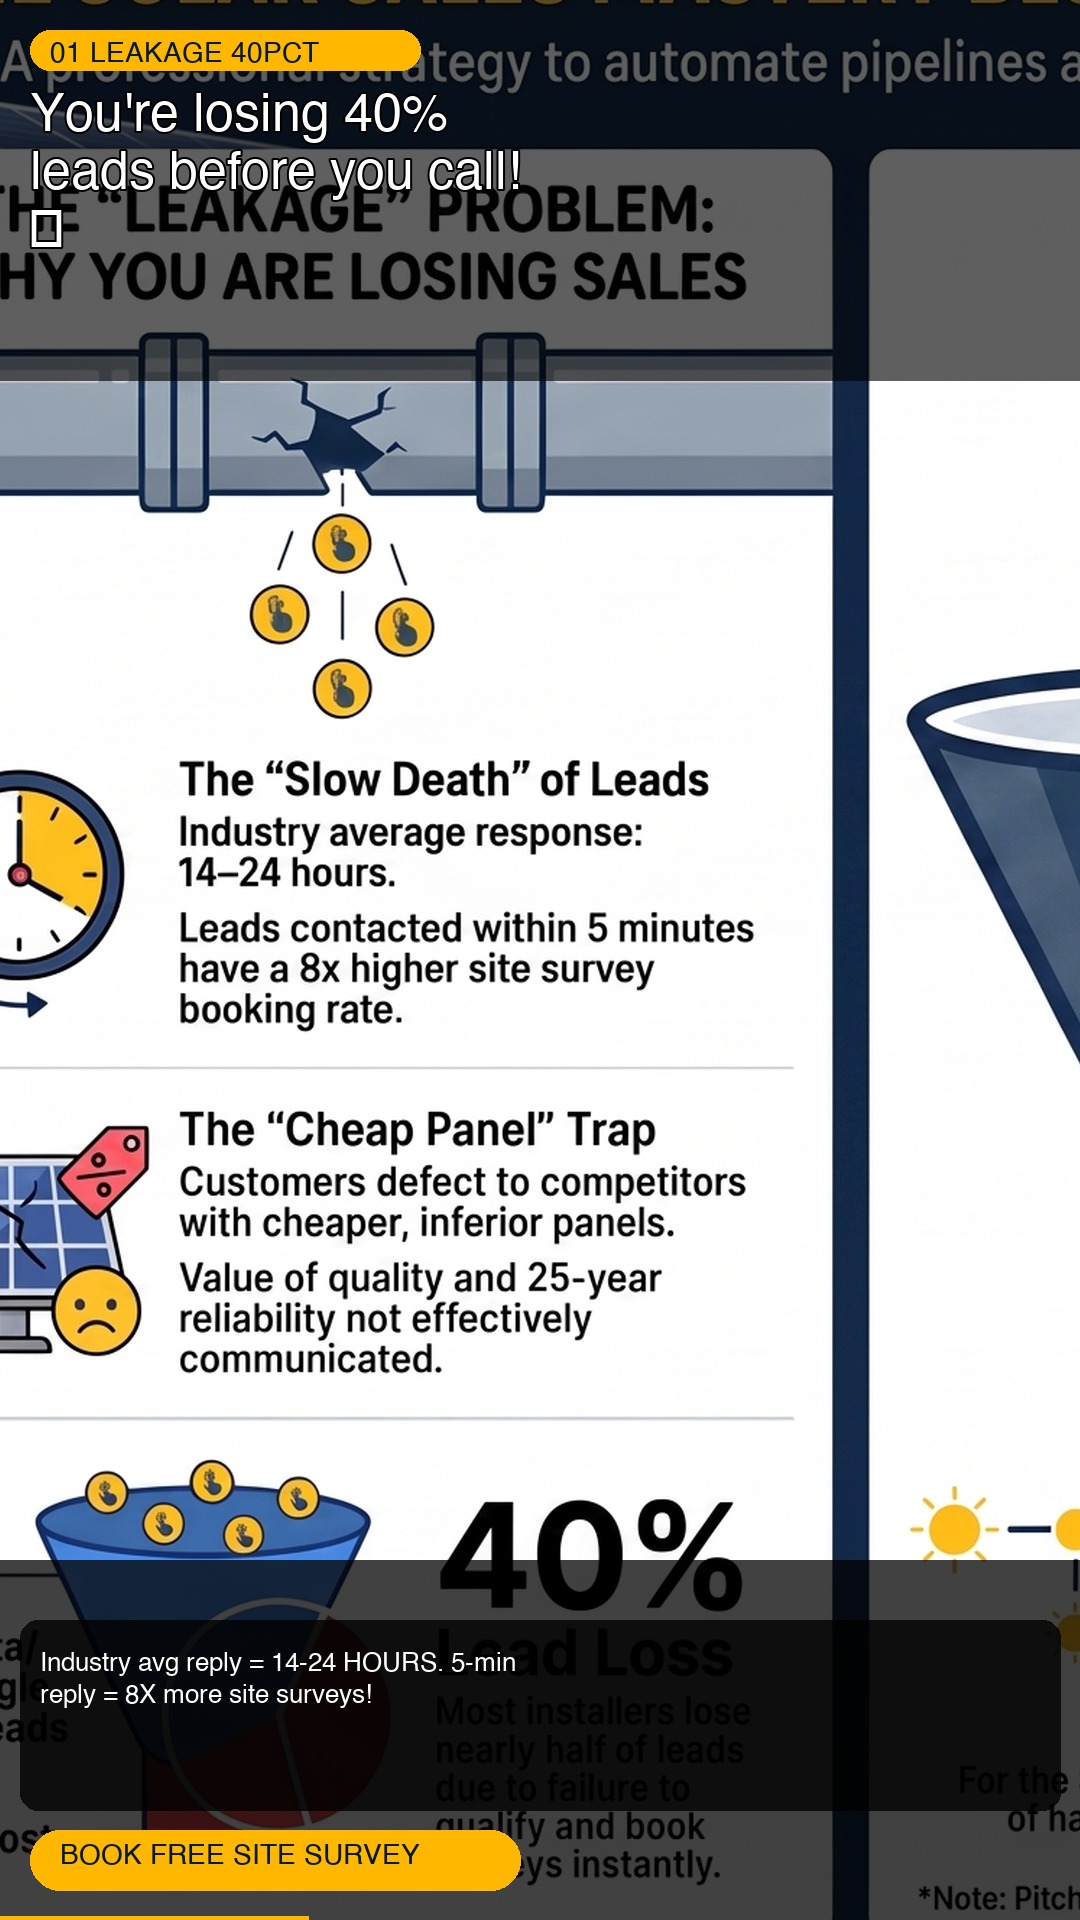 01 LEAKAGE 40PCT
A professional strategy to automate pipelines a
You're losing 40%
leads before you call!
THE “LEAKAGE” PROBLEM:
HY YOU ARE LOSING SALES
The “Slow Death” of Leads
Industry average response:
14–24 hours.
Leads contacted within 5 minutes
have a 8x higher site survey
booking rate.
The “Cheap Panel” Trap
Customers defect to competitors
with cheaper, inferior panels.
Value of quality and 25-year
reliability not effectively
communicated.
40%
Lead Loss
Most installers lose
nearly half of leads
due to failure to
qualify and book
eys instantly.
Industry avg reply = 14-24 HOURS. 5-min
reply = 8X more site surveys!
BOOK FREE SITE SURVEY
ta/
gle
eads
ost
For the
of ha
*Note: Pitch